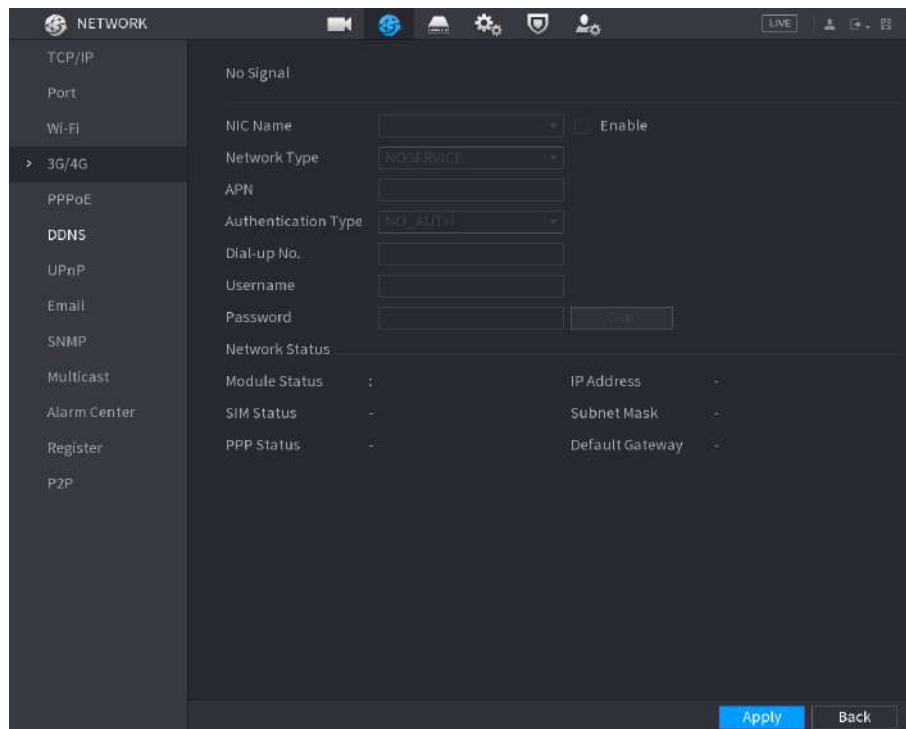 NETWORK LIVE
TCP/IP
Port
Wi-Fi
> 3G/4G
PPPoE
DDNS
UPnP
Email
SNMP
Multicast
Alarm Center
Register
P2P
No Signal
NIC Name Enable
Network Type NOSERVICE
APN
Authentication Type NO_AUTH
Dial-up No.
Username
Password Dial
Network Status
Module Status : IP Address -
SIM Status - Subnet Mask -
PPP Status - Default Gateway -
Apply Back